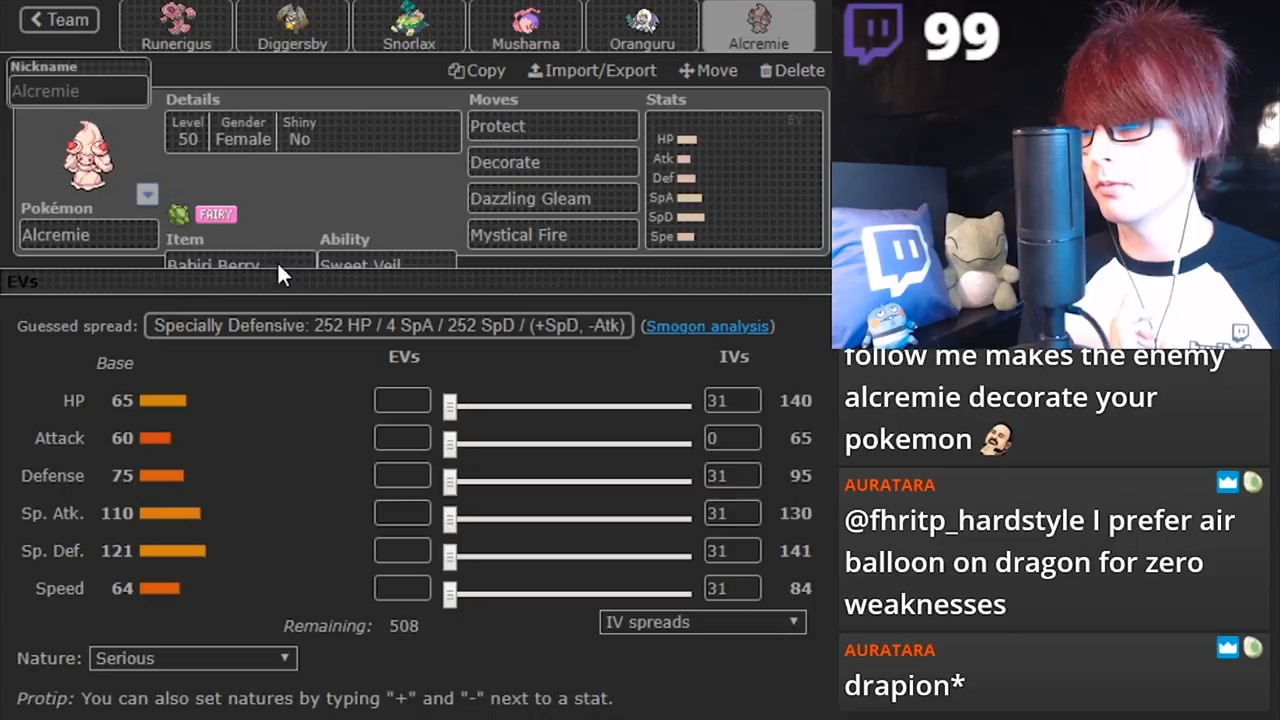 Team
Runerigus
Diggersby
Snorlax
Musharna
Oranguru
Alcremie
99
Nickname
Alcremie
Copy
Import/Export
Move
Delete
Details
Level
50
Gender
Female
Shiny
No
Moves
Protect
Decorate
Dazzling Gleam
Mystical Fire
Stats
EV
HP
Atk
Def
SpA
SpD
Spe
Pokémon
Alcremie
FAIRY
Item
Babiri Berry
Ability
Sweet Veil
EVs
Guessed spread: Specially Defensive: 252 HP / 4 SpA / 252 SpD / (+SpD, -Atk) (Smogon analysis)
Base EVs IVs
HP 65 31 140
Attack 60 0 65
Defense 75 31 95
Sp. Atk. 110 31 130
Sp. Def. 121 31 141
Speed 64 31 84
Remaining: 508
IV spreads
Nature: Serious
Protip: You can also set natures by typing "+" and "-" next to a stat.
follow me makes the enemy
alcremie decorate your
pokemon
AURATARA
@fhritp_hardstyle I prefer air
balloon on dragon for zero
weaknesses
AURATARA
drapion*